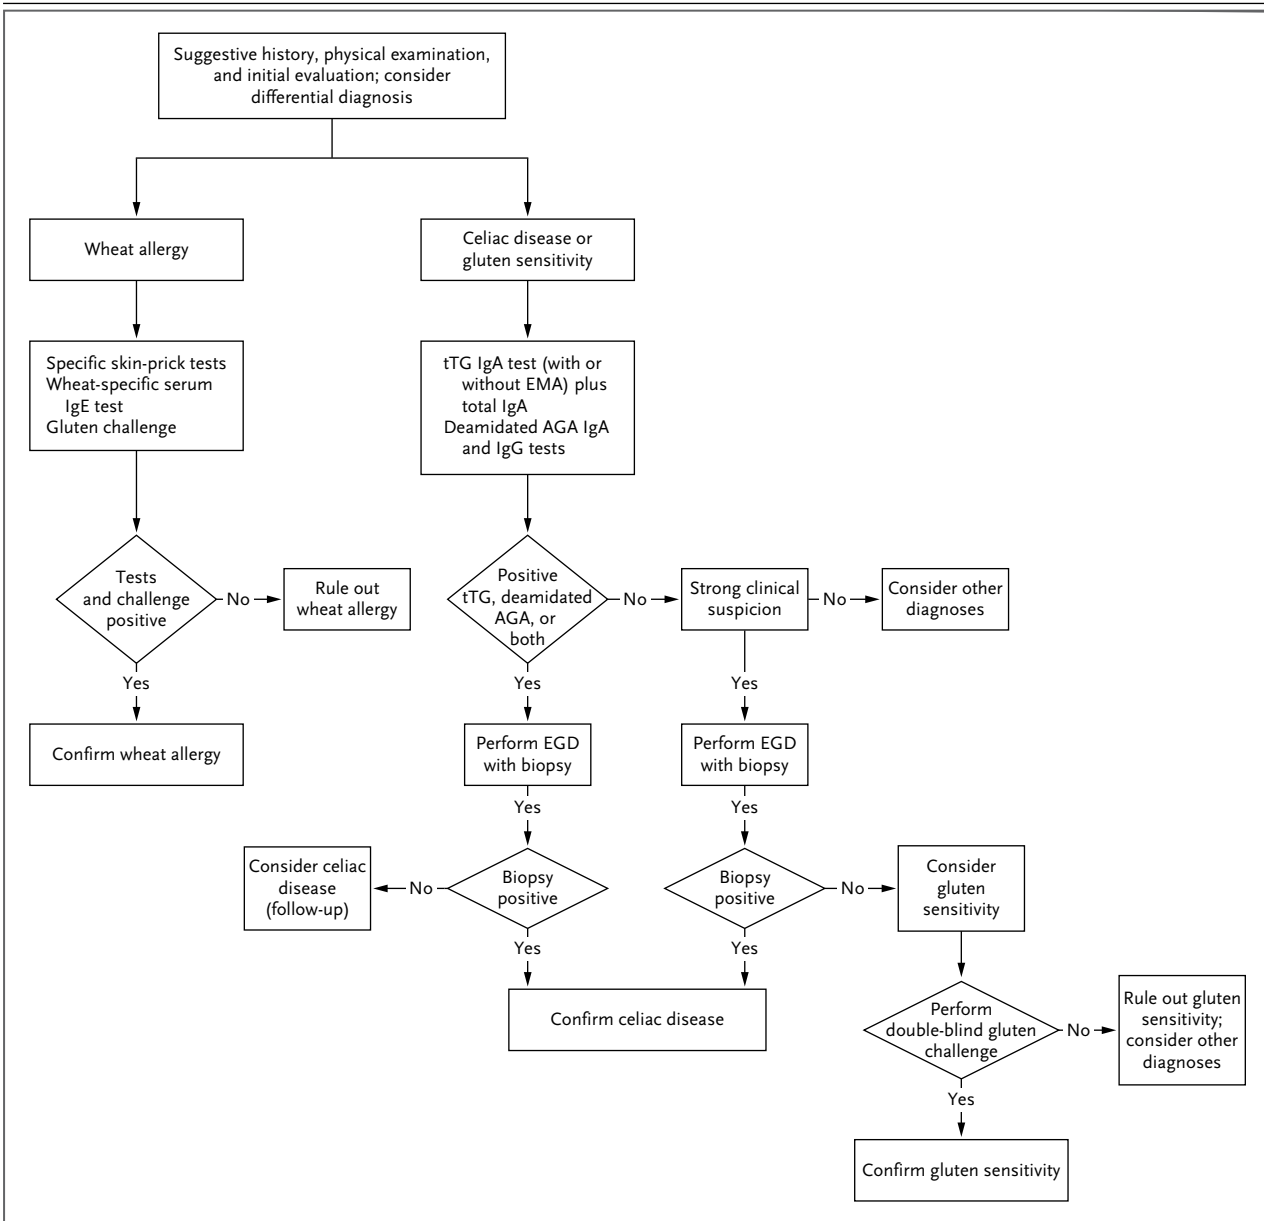 Suggestive history, physical examination,
and initial evaluation; consider
differential diagnosis
Wheat allergy
Celiac disease or
gluten sensitivity
Specific skin-prick tests
Wheat-specific serum
IgE test
Gluten challenge
tTG IgA test (with or
without EMA) plus
total IgA
Deamidated AGA IgA
and IgG tests
Tests
and challenge
positive
No
Rule out
wheat allergy
Positive
tTG, deamidated
AGA, or
both
No
Strong clinical
suspicion
No
Consider other
diagnoses
Yes
Yes
Yes
Confirm wheat allergy
Perform EGD
with biopsy
Perform EGD
with biopsy
Yes
Yes
Consider celiac
disease
(follow-up)
No
Biopsy
positive
Biopsy
positive
No
Consider
gluten
sensitivity
Yes
Yes
Confirm celiac disease
Perform
double-blind gluten
challenge
No
Rule out gluten
sensitivity;
consider other
diagnoses
Yes
Confirm gluten sensitivity